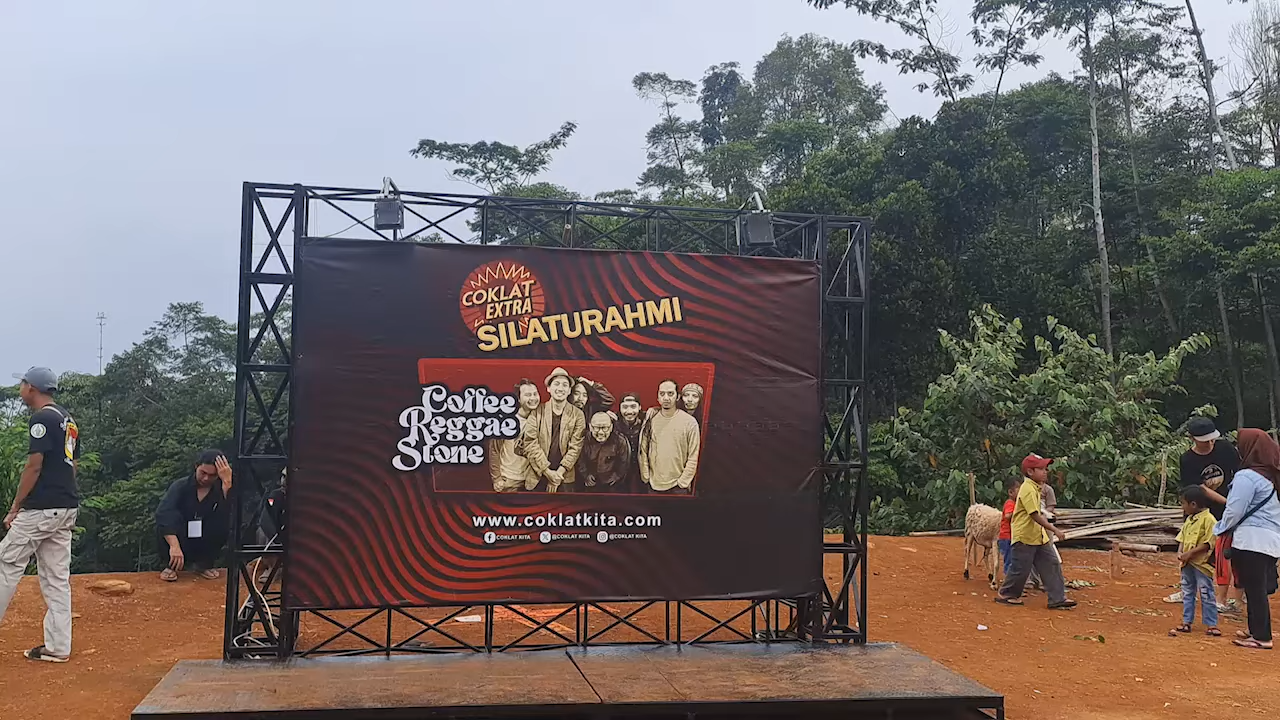 COKLAT
EXTRA
SILATURAHMI
Coffee
Reggae
Stone
www.coklatkita.com
COKLAT KITA @COKLAT KITA @COKLAT KITA